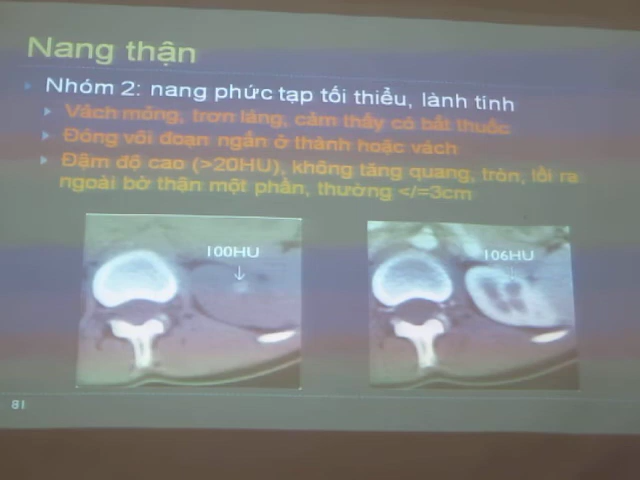 Nang thận
Nhóm 2: nang phức tạp tối thiểu, lành tính
Vách mỏng, trơn láng, cảm thấy có bắt thuốc
Đóng vôi đoạn ngắn ở thành hoặc vách
Đậm độ cao (>20HU), không tăng quang, tròn, lồi ra
ngoài bờ thận một phần, thường </=3cm
100HU
106HU
81